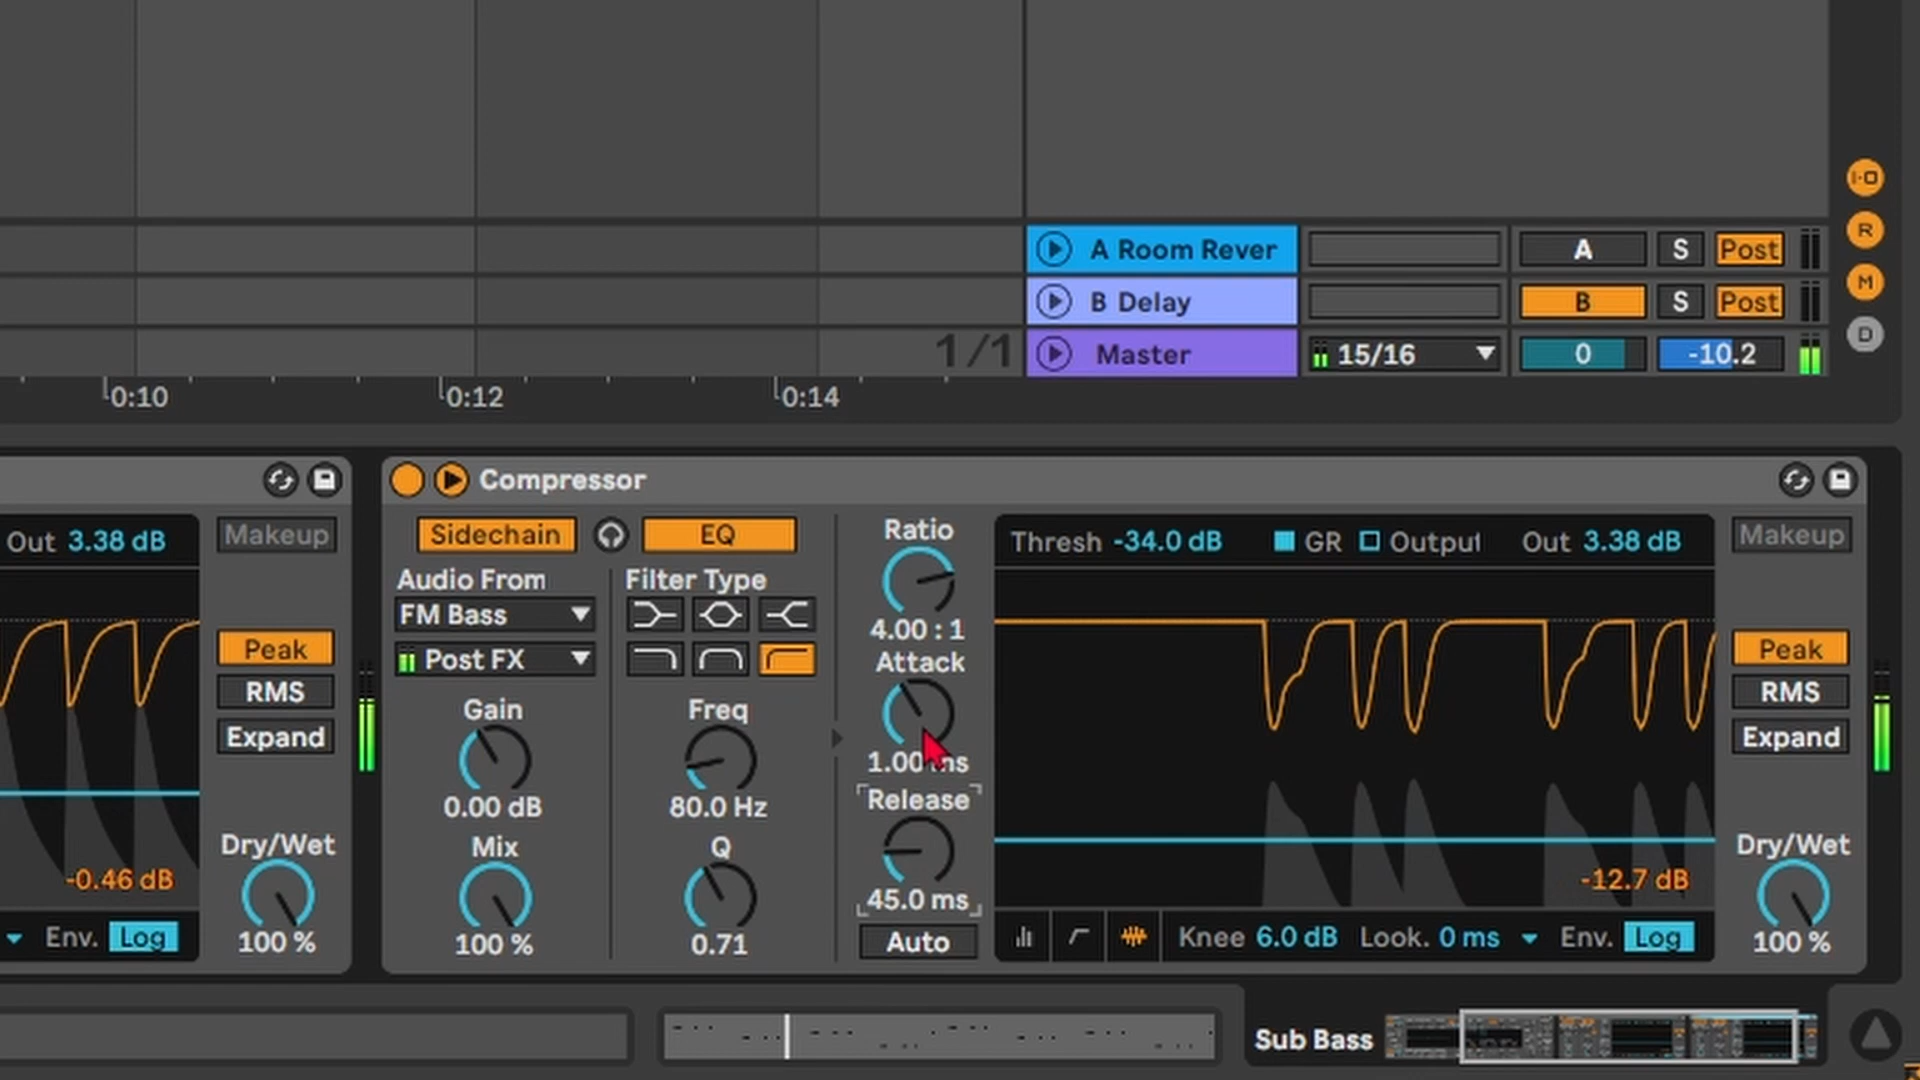 I·O
A Room Rever A S Post
R
B Delay B S Post
M
1/1 Master 15/16 0 -10.2
D
0:10 0:12 0:14
Compressor
Out 3.38 dB Makeup
Sidechain EQ
Ratio
Thresh -34.0 dB GR Output Out 3.38 dB
Makeup
Audio From Filter Type
FM Bass
4.00 : 1
Post FX
Attack
Peak
RMS
Expand
Peak
RMS
Expand
Gain Freq
1.00 ms
0.00 dB 80.0 Hz
Release
Mix Q
Dry/Wet
-0.46 dB
45.0 ms
-12.7 dB
Dry/Wet
Env. Log 100 %
100 % 0.71
Auto
Knee 6.0 dB Look. 0 ms Env. Log
100 %
Sub Bass